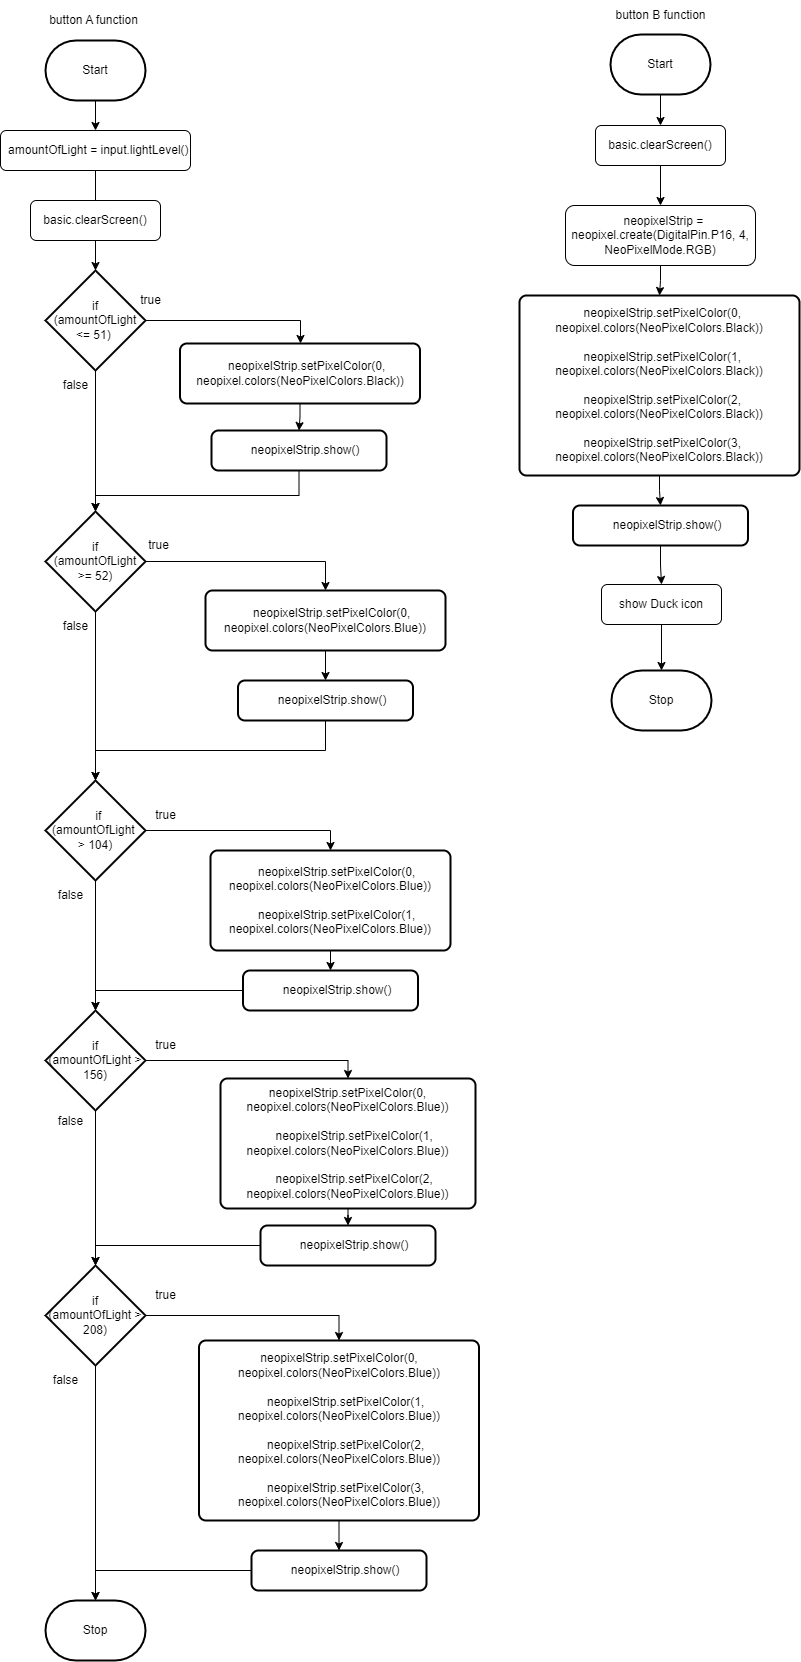 button A function
Start
amountOfLight = input.lightLevel()
basic.clearScreen()
if
(amountOfLight
<= 51)
true
false
neopixelStrip.setPixelColor(0,
neopixel.colors(NeoPixelColors.Black))
neopixelStrip.show()
if
(amountOfLight
>= 52)
true
false
neopixelStrip.setPixelColor(0,
neopixel.colors(NeoPixelColors.Blue))
neopixelStrip.show()
if
(amountOfLight
> 104)
true
false
neopixelStrip.setPixelColor(0,
neopixel.colors(NeoPixelColors.Blue))
neopixelStrip.setPixelColor(1,
neopixel.colors(NeoPixelColors.Blue))
neopixelStrip.show()
if
(amountOfLight >
156)
true
false
neopixelStrip.setPixelColor(0,
neopixel.colors(NeoPixelColors.Blue))
neopixelStrip.setPixelColor(1,
neopixel.colors(NeoPixelColors.Blue))
neopixelStrip.setPixelColor(2,
neopixel.colors(NeoPixelColors.Blue))
neopixelStrip.show()
if
(amountOfLight >
208)
true
false
neopixelStrip.setPixelColor(0,
neopixel.colors(NeoPixelColors.Blue))
neopixelStrip.setPixelColor(1,
neopixel.colors(NeoPixelColors.Blue))
neopixelStrip.setPixelColor(2,
neopixel.colors(NeoPixelColors.Blue))
neopixelStrip.setPixelColor(3,
neopixel.colors(NeoPixelColors.Blue))
neopixelStrip.show()
Stop
button B function
Start
basic.clearScreen()
neopixelStrip =
neopixel.create(DigitalPin.P16, 4,
NeoPixelMode.RGB)
neopixelStrip.setPixelColor(0,
neopixel.colors(NeoPixelColors.Black))
neopixelStrip.setPixelColor(1,
neopixel.colors(NeoPixelColors.Black))
neopixelStrip.setPixelColor(2,
neopixel.colors(NeoPixelColors.Black))
neopixelStrip.setPixelColor(3,
neopixel.colors(NeoPixelColors.Black))
neopixelStrip.show()
show Duck icon
Stop